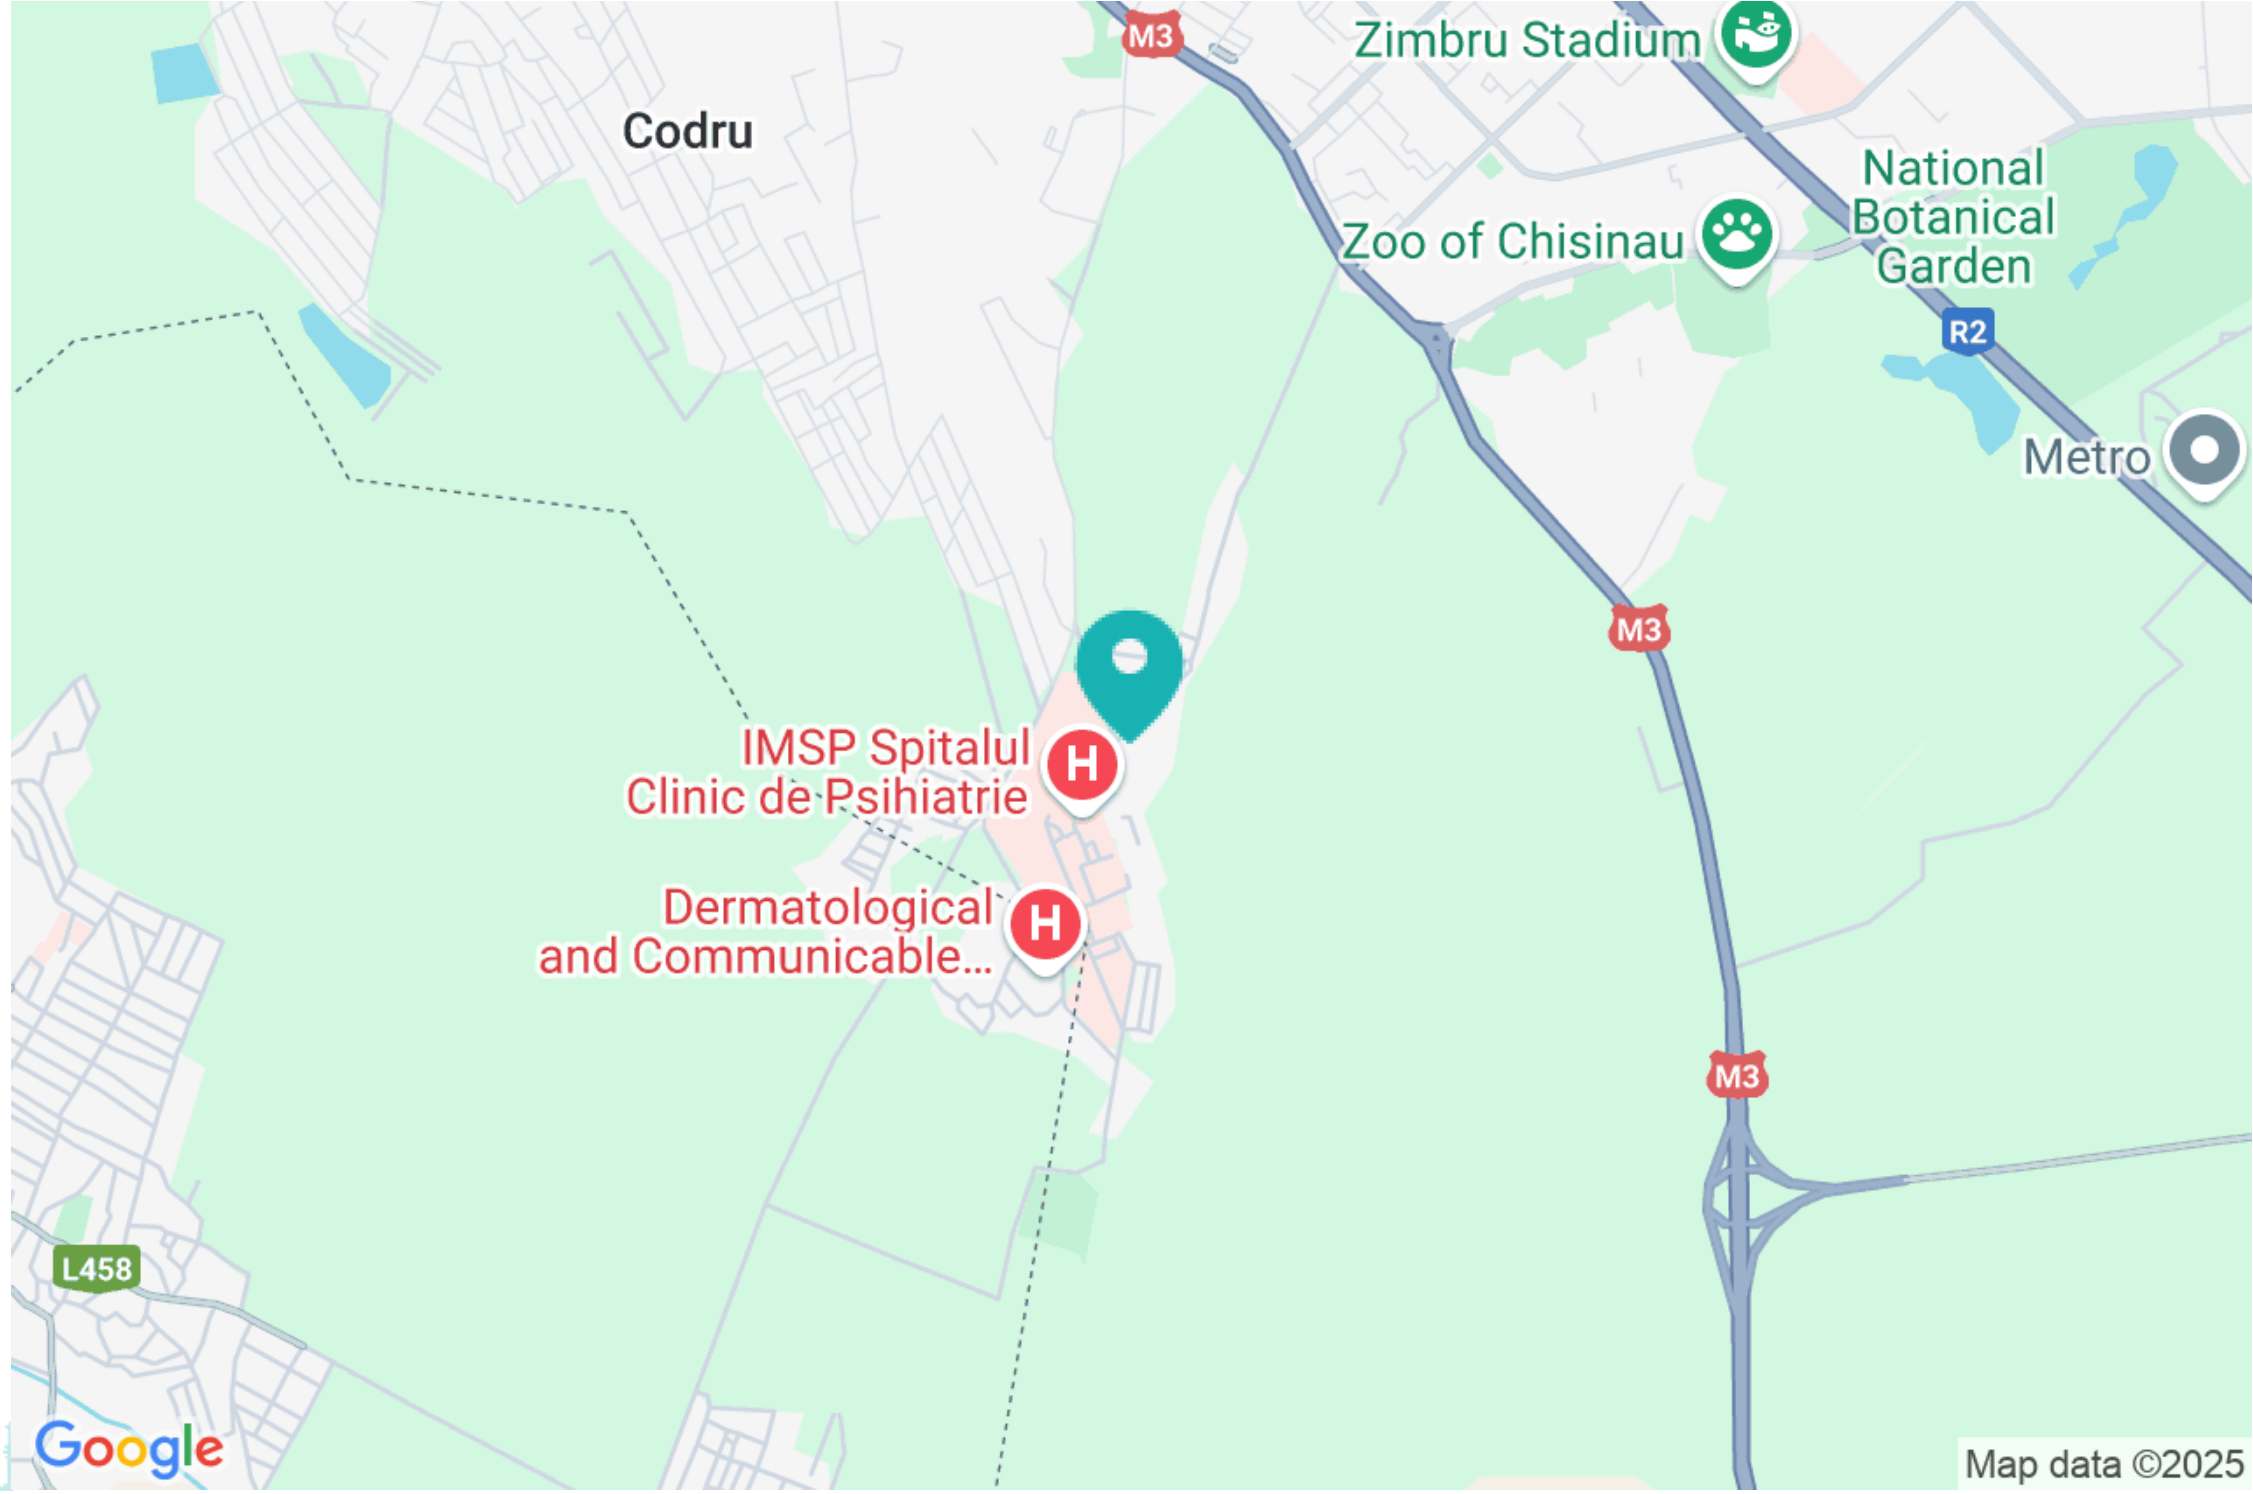 M3
Zimbru Stadium
Codru
National
Botanical
Garden
Zoo of Chisinau
R2
Metro
M3
IMSP Spitalul
Clinic de Psihiatrie
H
Dermatological
and Communicable...
H
M3
L458
Google
Map data ©2025